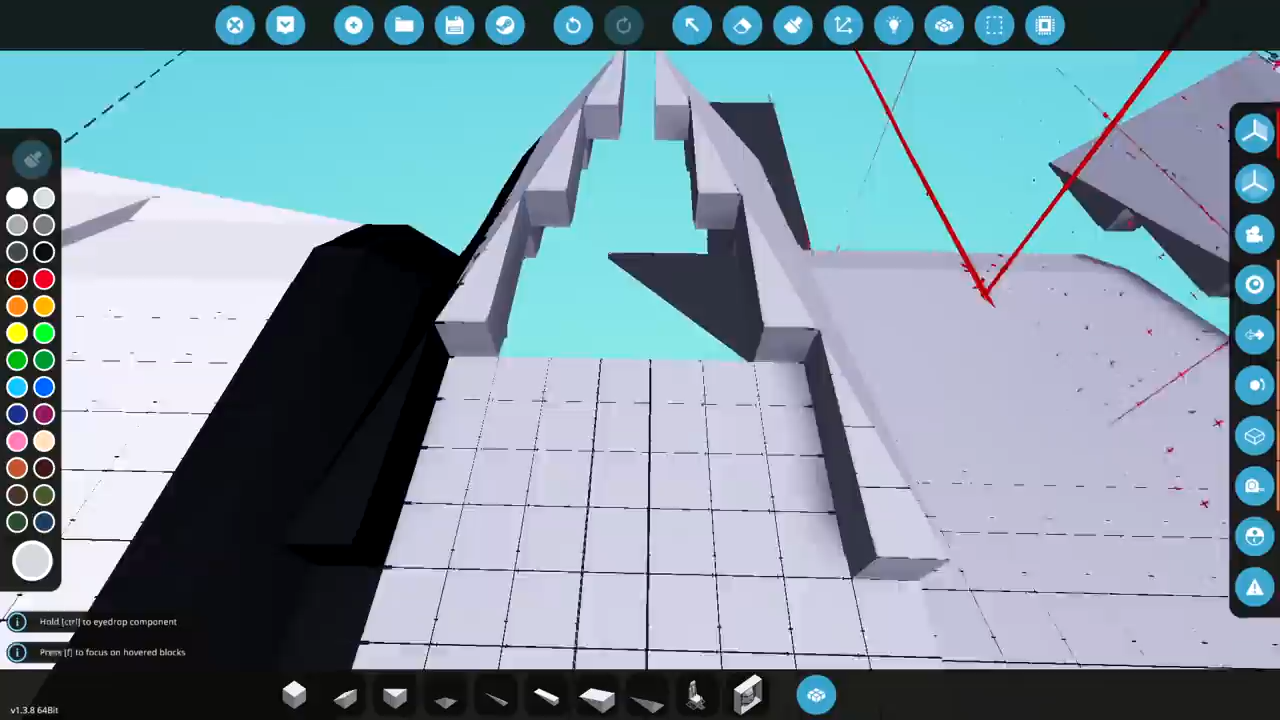 Hold [ctrl] to eyedrop component
Press [f] to focus on hovered blocks
v1.3.8 64Bit